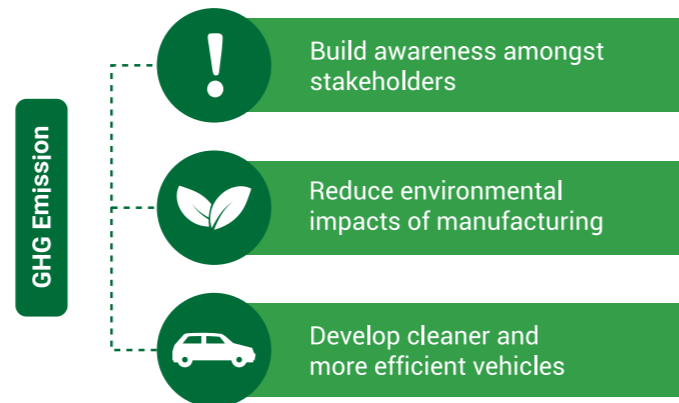 GHG Emission
Build awareness amongst
stakeholders
Reduce environmental
impacts of manufacturing
Develop cleaner and
more efficient vehicles